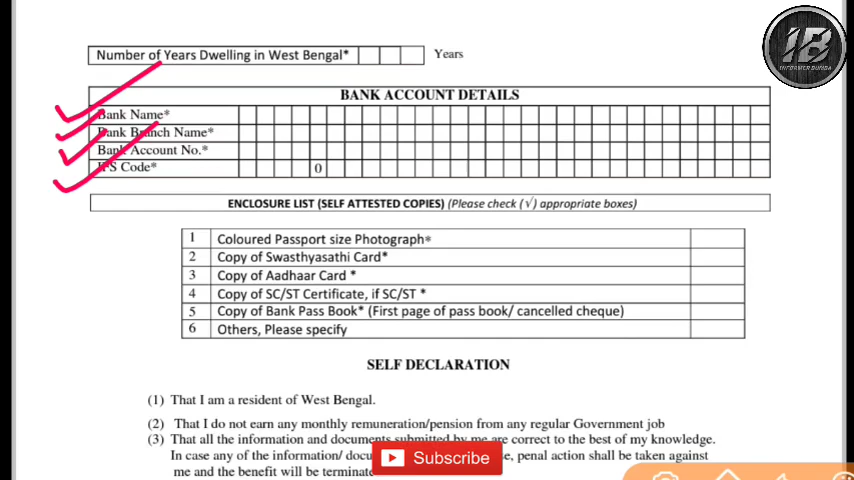 Number of Years Dwelling in West Bengal* Years
IB
INFORMER BUMBA
BANK ACCOUNT DETAILS
Bank Name*
Bank Branch Name*
Bank Account No.*
IFS Code* 0
ENCLOSURE LIST (SELF ATTESTED COPIES) (Please check (√) appropriate boxes)
1 Coloured Passport size Photograph*
2 Copy of Swasthyasathi Card*
3 Copy of Aadhaar Card *
4 Copy of SC/ST Certificate, if SC/ST *
5 Copy of Bank Pass Book* (First page of pass book/ cancelled cheque)
6 Others, Please specify
SELF DECLARATION
(1) That I am a resident of West Bengal.
(2) That I do not earn any monthly remuneration/pension from any regular Government job
(3) That all the information and documents submitted by me are correct to the best of my knowledge.
In case any of the information/ , penal action shall be taken against
me and the benefit will be
Subscribe